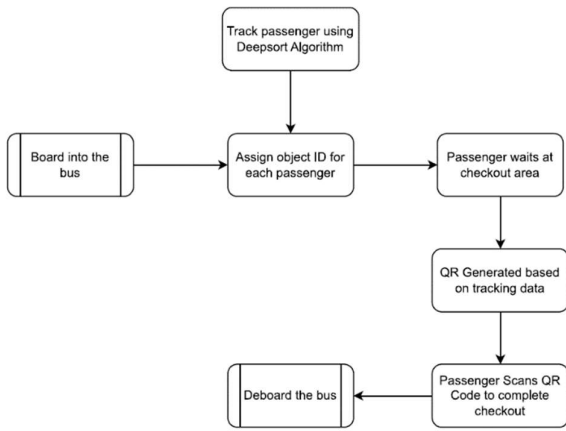 Track passenger using
Deepsort Algorithm
Board into the
bus
Assign object ID for
each passenger
Passenger waits at
checkout area
QR Generated based
on tracking data
Passenger Scans QR
Code to complete
checkout
Deboard the bus